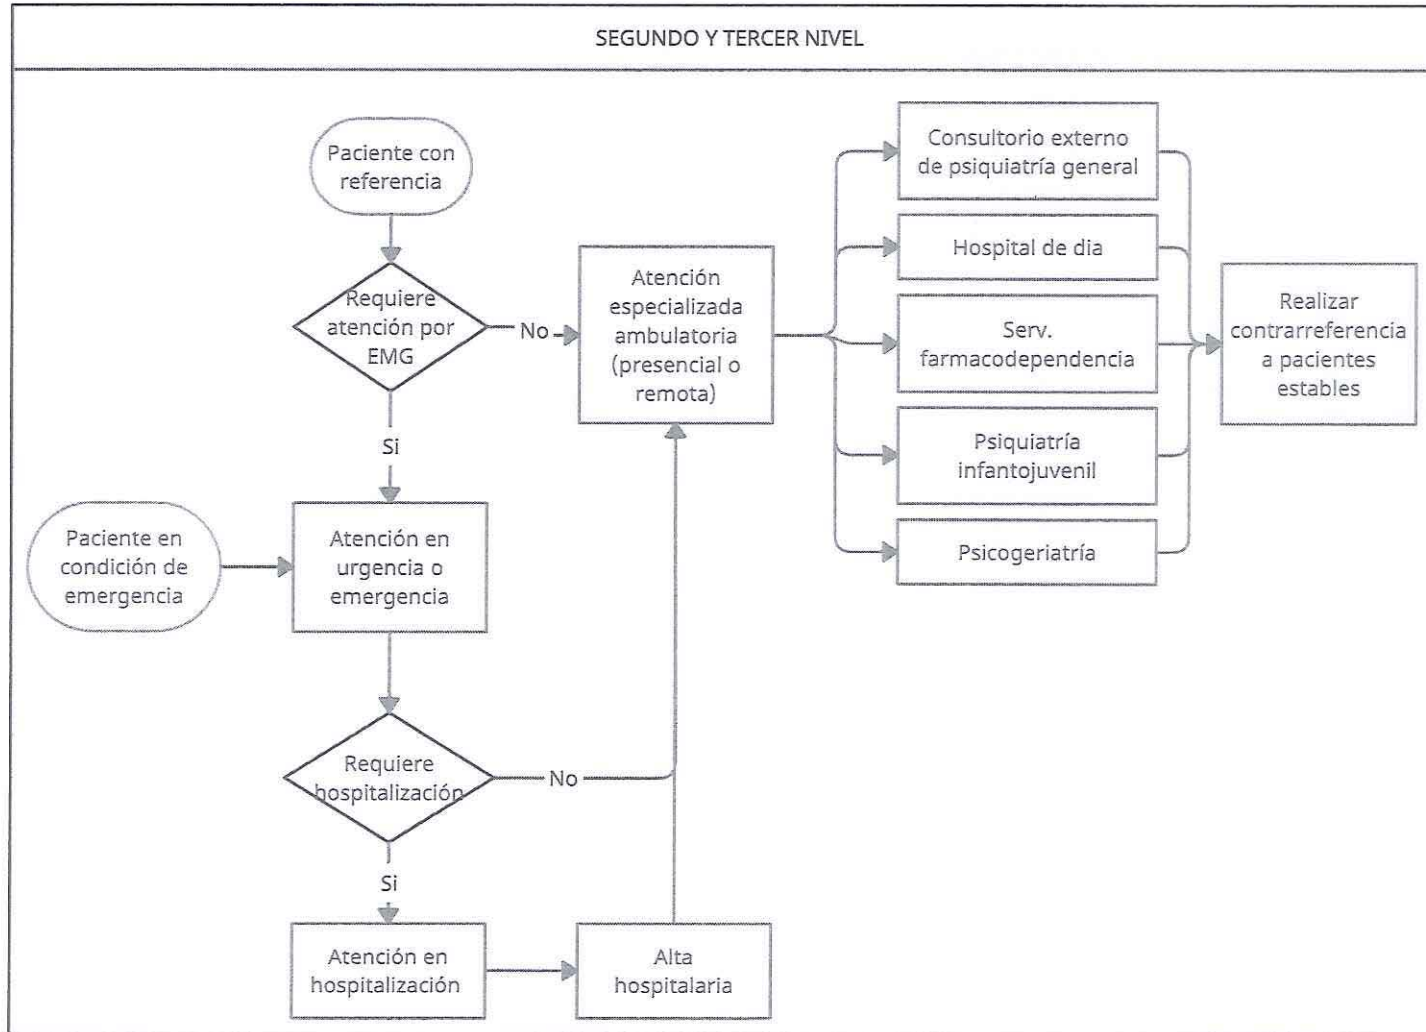 SEGUNDO Y TERCER NIVEL
Paciente con
referencia
Requiere
atención por
EMG
No
Si
Paciente en
condición de
emergencia
Atención en
urgencia o
emergencia
Requiere
hospitalización
No
Si
Atención en
hospitalización
Alta
hospitalaria
Atención
especializada
ambulatoria
(presencial o
remota)
Consultorio externo
de psiquiatría general
Hospital de dia
Serv.
farmacodependencia
Psiquiatría
infantojuvenil
Psicogeriatría
Realizar
contrarreferencia
a pacientes
estables